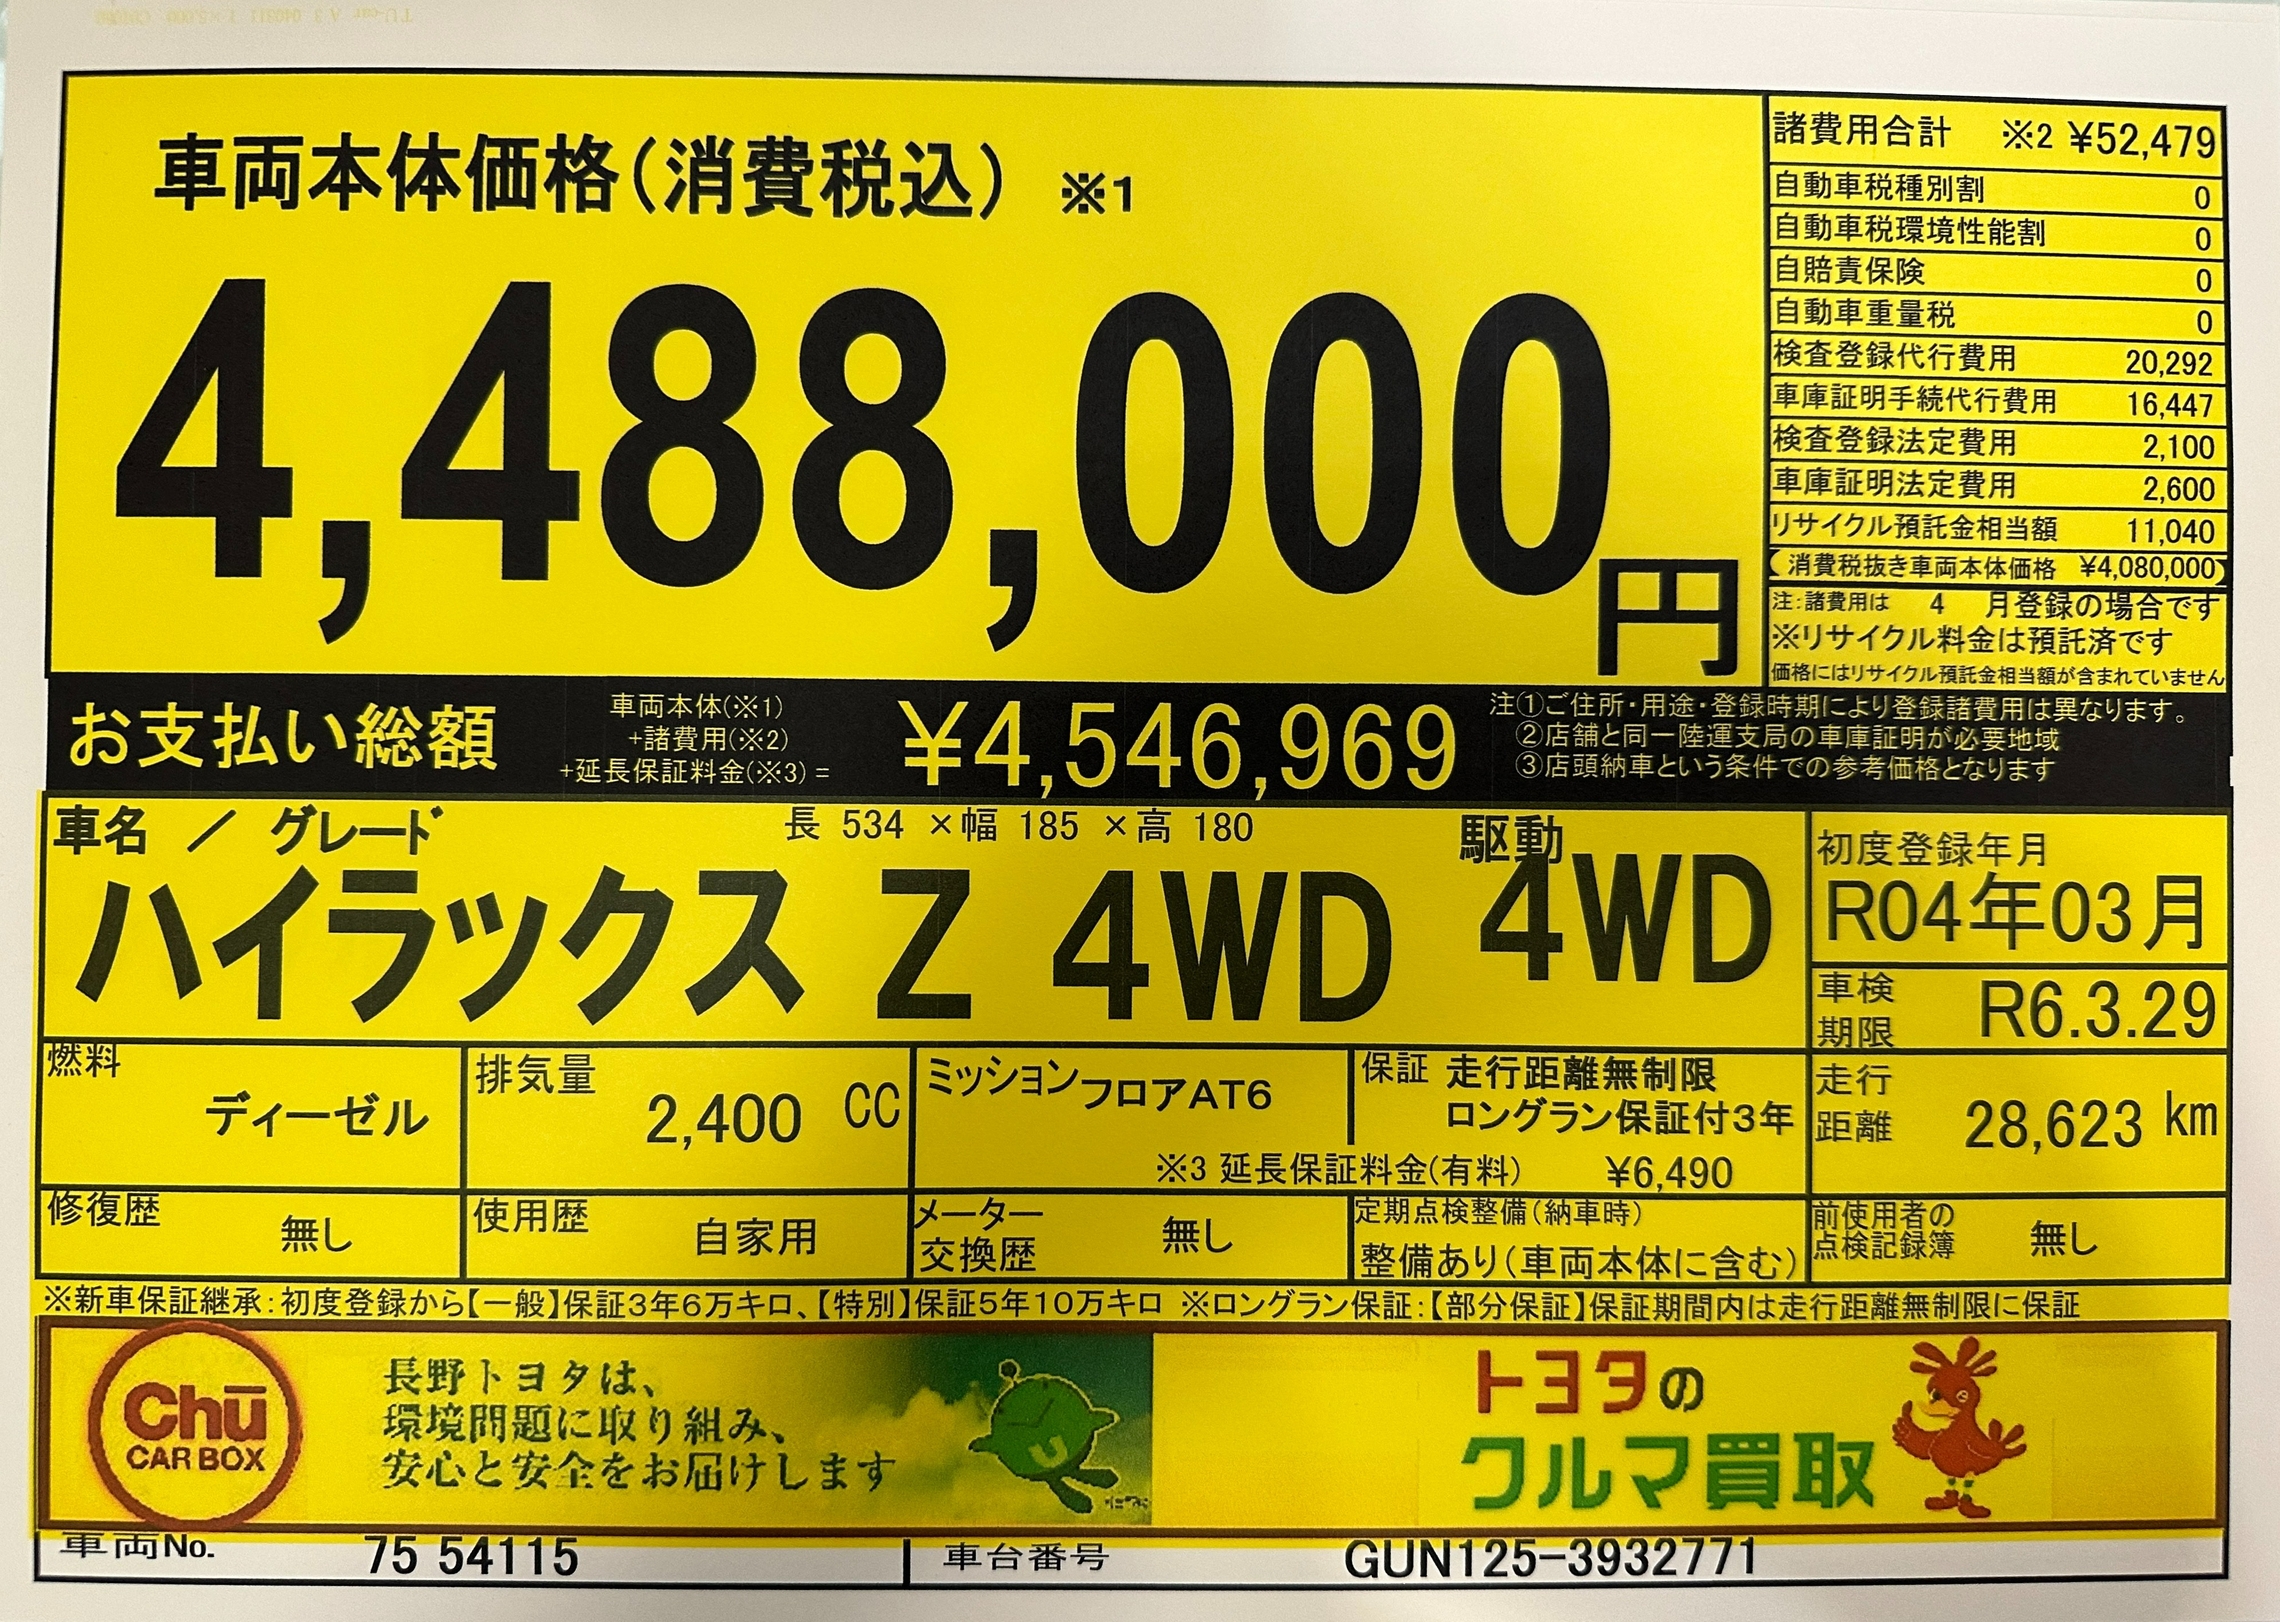 車両本体価格(消費税込) ※1
4,488,000円
諸費用合計 ※2 ¥52,479
自動車税種別割 0
自動車税環境性能割 0
自賠責保険 0
自動車重量税 0
検査登録代行費用 20,292
車庫証明手続代行費用 16,447
検査登録法定費用 2,100
車庫証明法定費用 2,600
リサイクル預託金相当額 11,040
(消費税抜き車両本体価格 ¥4,080,000)
注:諸費用は 4 月登録の場合です
※リサイクル料金は預託済です
価格にはリサイクル預託金相当額が含まれていません
お支払い総額
車両本体(※1)
+諸費用(※2)
+延長保証料金(※3)=
¥4,546,969
注①ご住所・用途・登録時期により登録諸費用は異なります。
②店舗と同一陸運支局の車庫証明が必要地域
③店頭納車という条件での参考価格となります
車名 / グレード 長 534 ×幅 185 ×高 180
ハイラックス Z 4WD
駆動
4WD
初度登録年月
R04年03月
車検
期限
R6.3.29
燃料
ディーゼル
排気量
2,400 CC
ミッション フロアAT6
保証 走行距離無制限
ロングラン保証付3年
※3 延長保証料金(有料) ¥6,490
走行
距離
28,623 km
修復歴
無し
使用歴
自家用
メーター
交換歴
無し
定期点検整備(納車時)
整備あり(車両本体に含む)
前使用者の
点検記録簿
無し
※新車保証継承:初度登録から【一般】保証3年6万キロ、【特別】保証5年10万キロ ※ロングラン保証:【部分保証】保証期間内は走行距離無制限に保証
Chū
CAR BOX
長野トヨタは、
環境問題に取り組み、
安心と安全をお届けします
U
トヨタの
クルマ買取
車両No. 75 54115
車台番号 GUN125-3932771